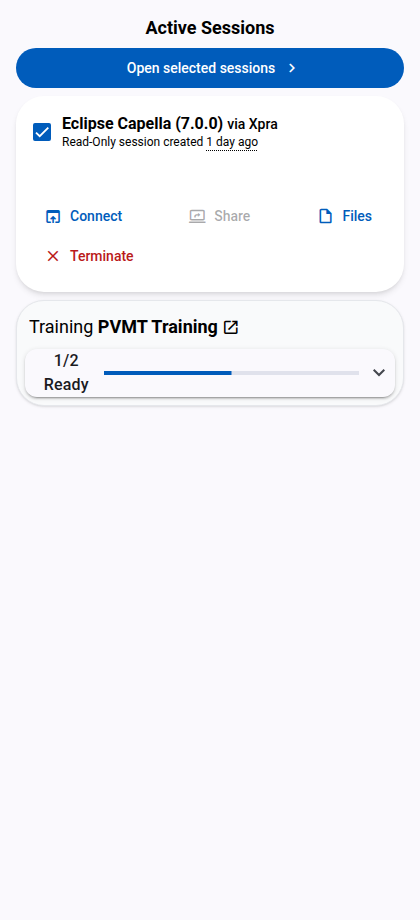 Active Sessions
Open selected sessions
Eclipse Capella (7.0.0) via Xpra
Read-Only session created 1 day ago
Connect
Share
Files
Terminate
Training PVMT Training
1/2
Ready